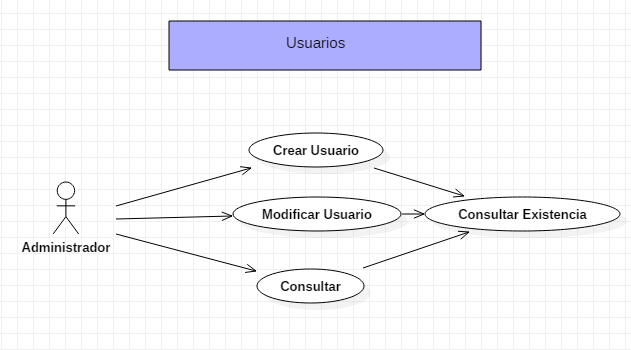 Usuarios
Crear Usuario
Modificar Usuario
Consultar Existencia
Administrador
Consultar